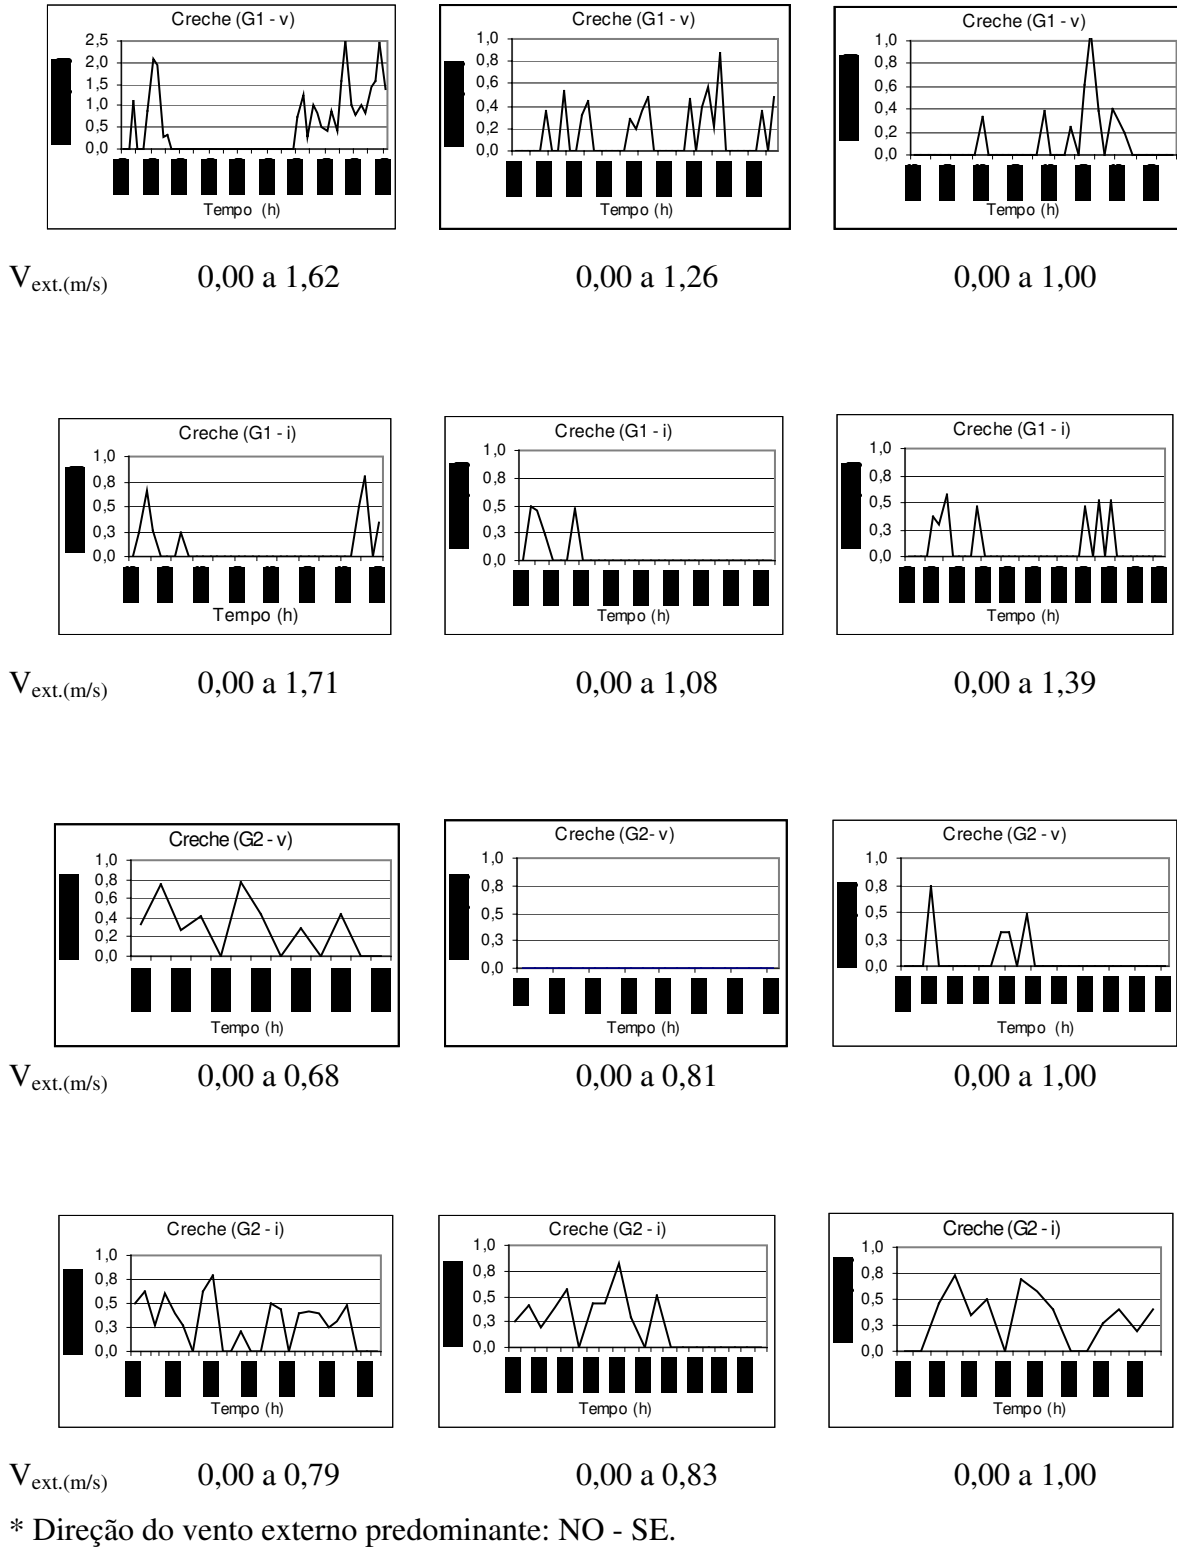 Creche (G1 - v)
2,5
2,0
1,5
1,0
0,5
0,0
Tempo (h)
Creche (G1 - v)
1,0
0,8
0,6
0,4
0,2
0,0
Tempo (h)
Creche (G1 - v)
1,0
0,8
0,6
0,4
0,2
0,0
Tempo (h)
Vext.(m/s) 0,00 a 1,62 0,00 a 1,26 0,00 a 1,00
Creche (G1 - i)
1,0
0,8
0,5
0,3
0,0
Tempo (h)
Creche (G1 - i)
1,0
0,8
0,5
0,3
0,0
Tempo (h)
Creche (G1 - i)
1,0
0,8
0,5
0,3
0,0
Tempo (h)
Vext.(m/s) 0,00 a 1,71 0,00 a 1,08 0,00 a 1,39
Creche (G2 - v)
1,0
0,8
0,6
0,4
0,2
0,0
Tempo (h)
Creche (G2- v)
1,0
0,8
0,5
0,3
0,0
Tempo (h)
Creche (G2 - v)
1,0
0,8
0,5
0,3
0,0
Tempo (h)
Vext.(m/s) 0,00 a 0,68 0,00 a 0,81 0,00 a 1,00
Creche (G2 - i)
1,0
0,8
0,5
0,3
0,0
Tempo (h)
Creche (G2 - i)
1,0
0,8
0,5
0,3
0,0
Tempo (h)
Creche (G2 - i)
1,0
0,8
0,5
0,3
0,0
Tempo (h)
Vext.(m/s) 0,00 a 0,79 0,00 a 0,83 0,00 a 1,00
* Direção do vento externo predominante: NO - SE.